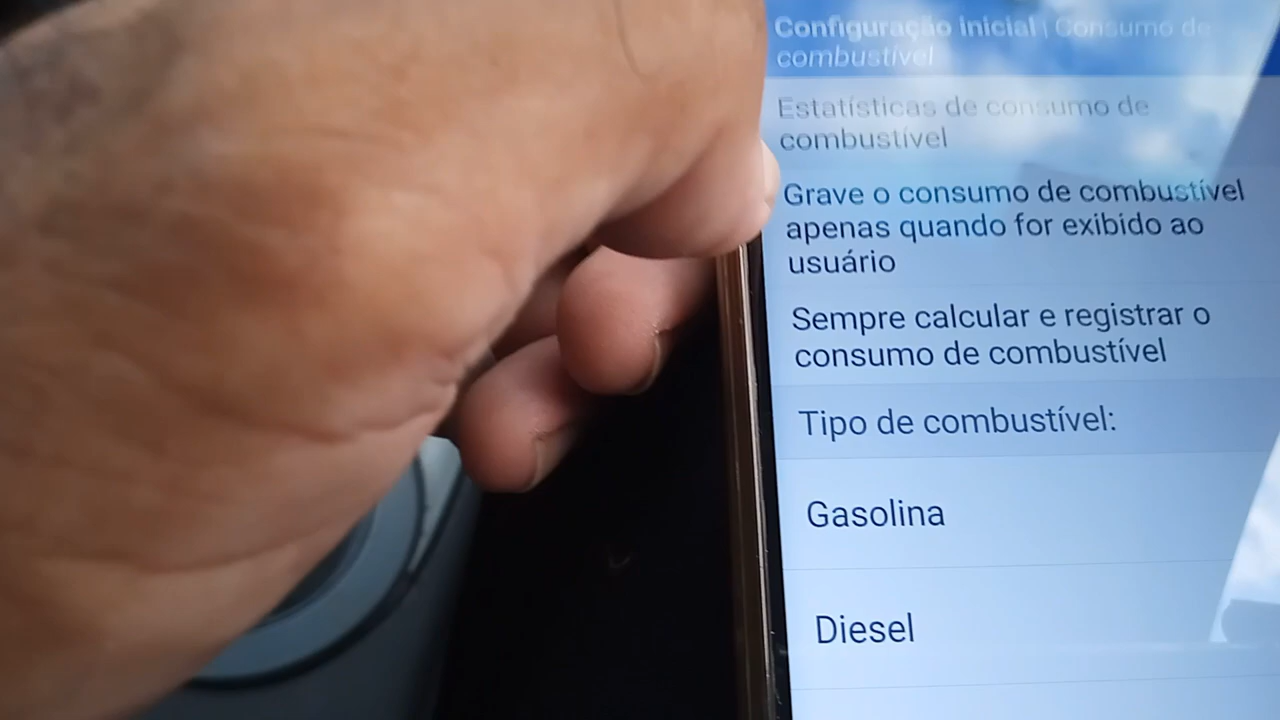 Configuração inicial | Consumo de
combustível
Estatísticas de consumo de
combustível
Grave o consumo de combustível
apenas quando for exibido ao
usuário
Sempre calcular e registrar o
consumo de combustível
Tipo de combustível:
Gasolina
Diesel